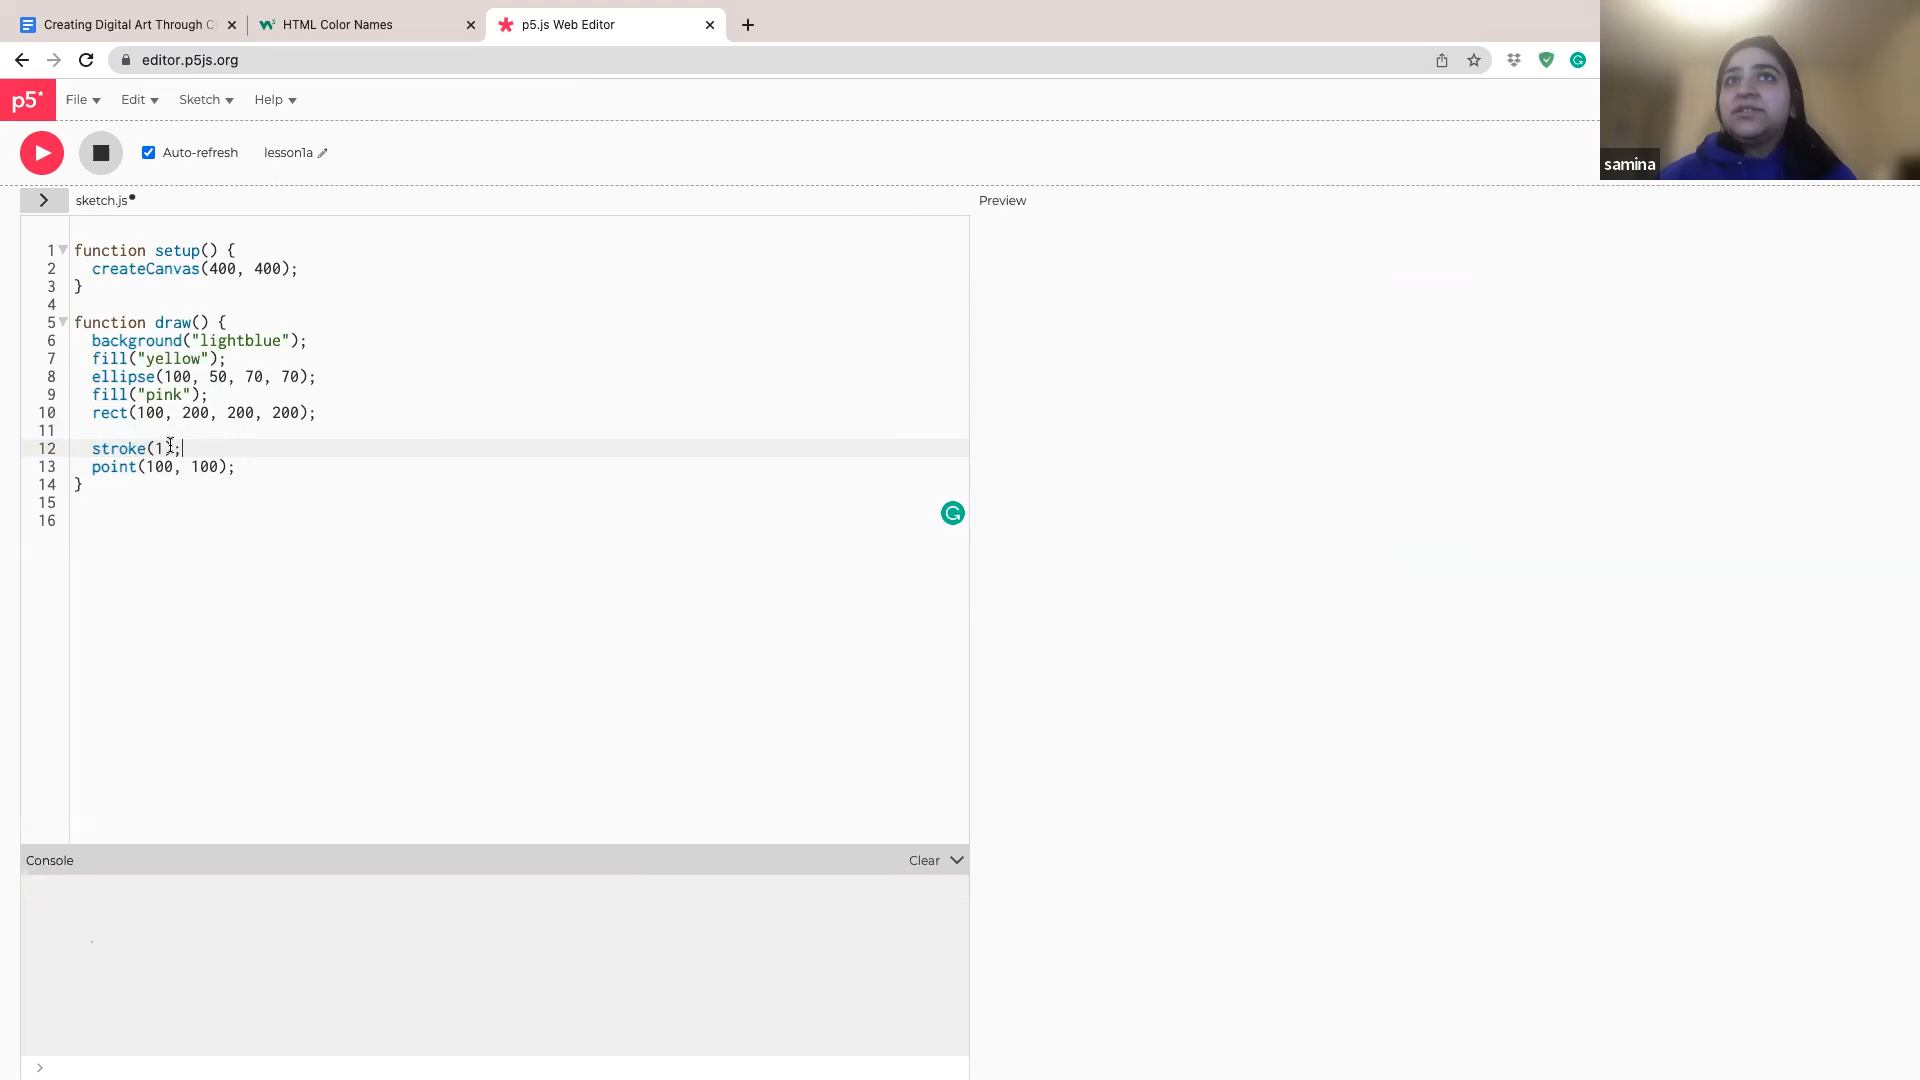 Creating Digital Art Through C
HTML Color Names
p5.js Web Editor
editor.p5js.org
p5*
File
Edit
Sketch
Help
Auto-refresh
lesson1a
samina
sketch.js
Preview
1 function setup() {
2 createCanvas(400, 400);
3 }
4
5 function draw() {
6 background("lightblue");
7 fill("yellow");
8 ellipse(100, 50, 70, 70);
9 fill("pink");
10 rect(100, 200, 200, 200);
11
12 stroke(1);
13 point(100, 100);
14 }
15
16
Console
Clear
>